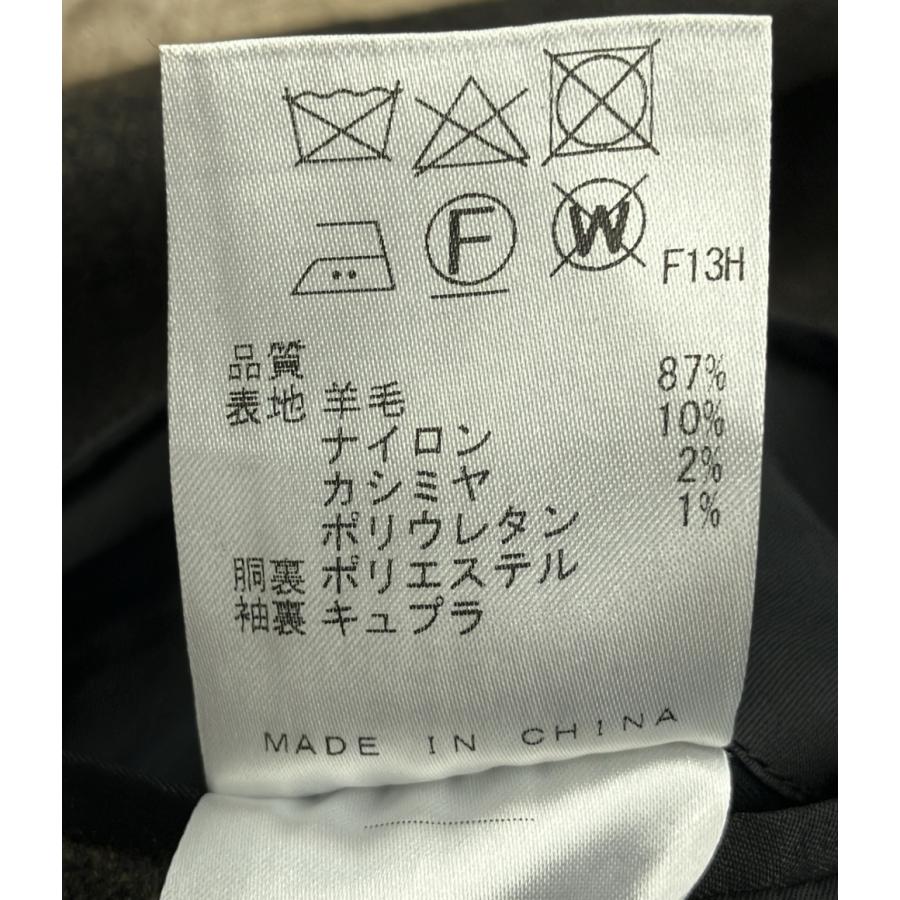 F
W
F13H
品質
表地 羊毛 87%
ナイロン 10%
カシミヤ 2%
ポリウレタン 1%
胴裏 ポリエステル
袖裏 キュプラ
MADE IN CHINA